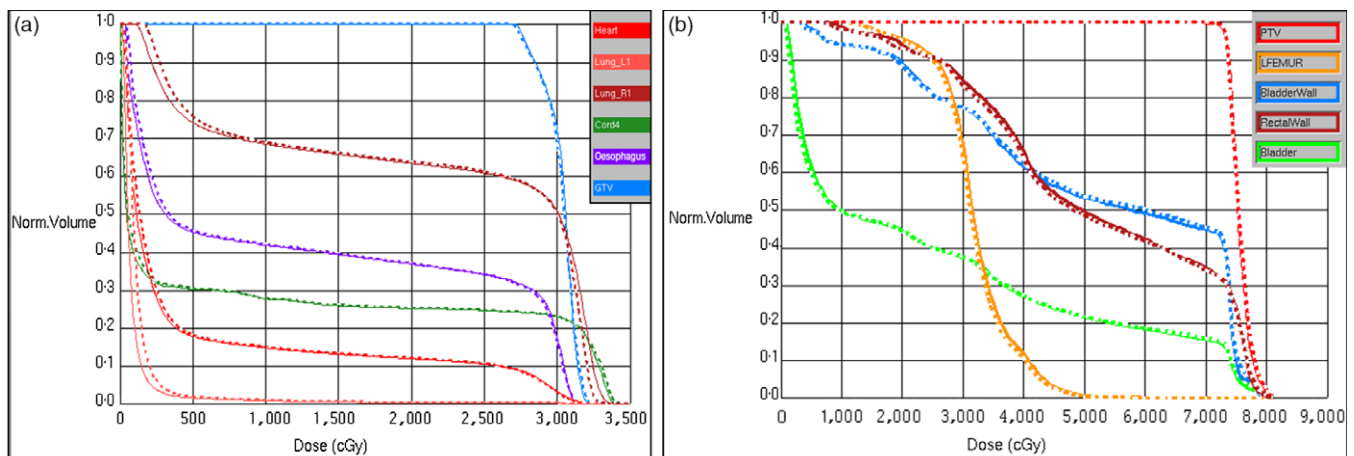 (a)
1·0
0·9
0·8
0·7
0·6
0·5
Norm.Volume
0·4
0·3
0·2
0·1
0·0
0 500 1,000 1,500 2,000 2,500 3,000 3,500
Dose (cGy)
Heart
Lung_L1
Lung_R1
Cord4
Oesophagus
GTV
(b)
1·0
0·9
0·8
0·7
0·6
0·5
Norm.Volume
0·4
0·3
0·2
0·1
0·0
0 1,000 2,000 3,000 4,000 5,000 6,000 7,000 8,000 9,000
Dose (cGy)
PTV
LFEMUR
BladderWall
RectalWall
Bladder